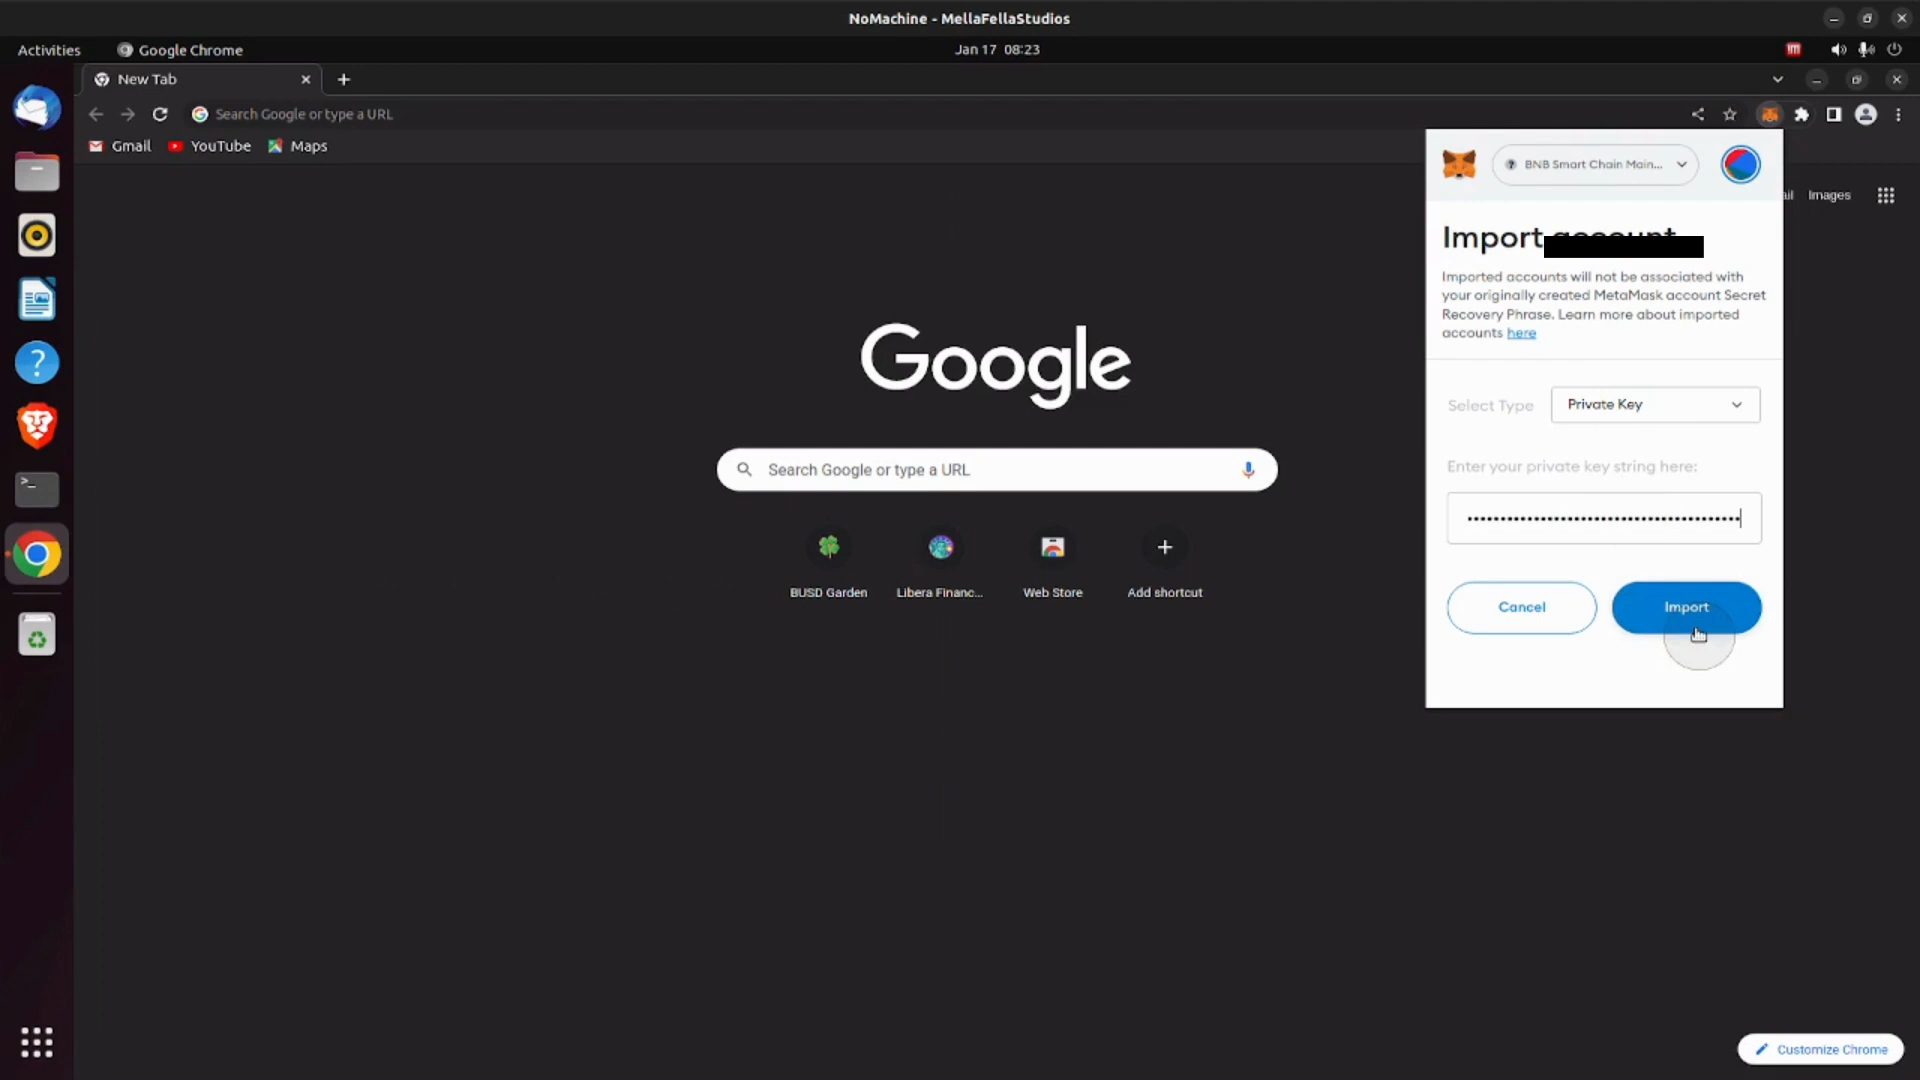 NoMachine - MellaFellaStudios
Activities
Google Chrome
Jan 17 08:23
New Tab
Search Google or type a URL
Gmail
YouTube
Maps
BNB Smart Chain Main...
Images
Import
Imported accounts will not be associated with
your originally created MetaMask account Secret
Recovery Phrase. Learn more about imported
accounts here
Google
Select Type
Private Key
Search Google or type a URL
Enter your private key string here:
BUSD Garden
Libera Financ...
Web Store
Add shortcut
Cancel
Import
Customize Chrome